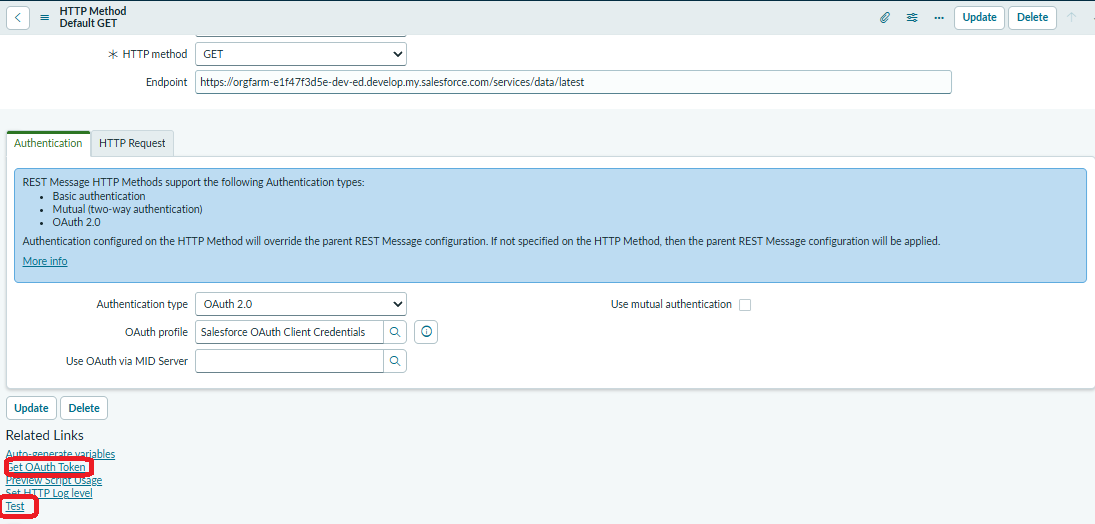 HTTP Method
Default GET
Update
Delete
HTTP method
GET
Endpoint
https://orgfarm-e1f47f3d5e-dev-ed.develop.my.salesforce.com/services/data/latest
Authentication
HTTP Request
REST Message HTTP Methods support the following Authentication types:
• Basic authentication
• Mutual (two-way authentication)
• OAuth 2.0
Authentication configured on the HTTP Method will override the parent REST Message configuration. If not specified on the HTTP Method, then the parent REST Message configuration will be applied.
More info
Authentication type
OAuth 2.0
Use mutual authentication
OAuth profile
Salesforce OAuth Client Credentials
Use OAuth via MID Server
Update
Delete
Related Links
Auto-generate variables
Get OAuth Token
Preview Script Usage
Set HTTP Log level
Test